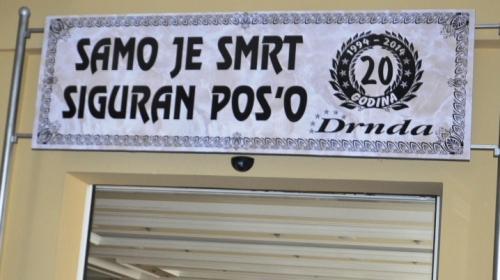 SAMO JE SMRT
SIGURAN POS'O
1994 - 2014
20
GODINA
Drnda